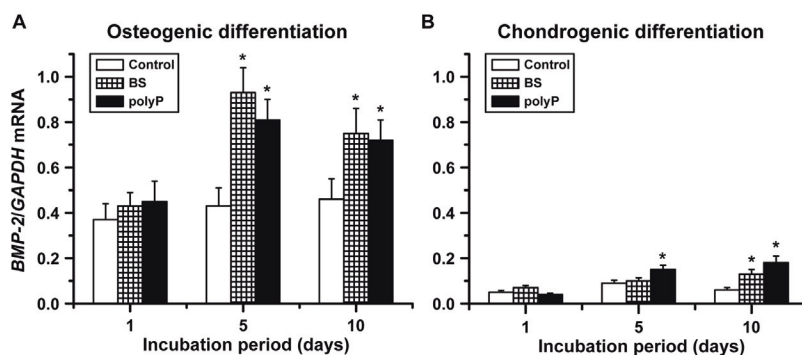 A
Osteogenic differentiation
BMP-2/GAPDH mRNA
1.0
0.8
0.6
0.4
0.2
0.0
Control
BS
polyP
*
*
*
*
1
5
10
Incubation period (days)
B
Chondrogenic differentiation
1.0
0.8
0.6
0.4
0.2
0.0
Control
BS
polyP
*
*
*
1
5
10
Incubation period (days)